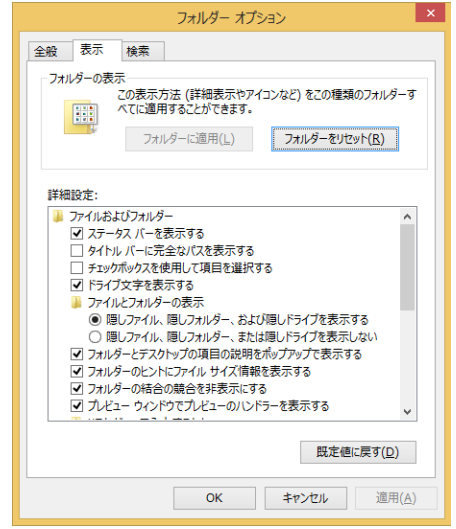 フォルダー オプション
全般 表示 検索
フォルダーの表示
この表示方法 (詳細表示やアイコンなど) をこの種類のフォルダーす
べてに適用することができます。
フォルダーに適用(L) フォルダーをリセット(R)
詳細設定:
ファイルおよびフォルダー
ステータス バーを表示する
タイトル バーに完全なパスを表示する
チェックボックスを使用して項目を選択する
ドライブ文字を表示する
ファイルとフォルダーの表示
隠しファイル、隠しフォルダー、および隠しドライブを表示する
隠しファイル、隠しフォルダー、または隠しドライブを表示しない
フォルダーとデスクトップの項目の説明をポップアップで表示する
フォルダーのヒントにファイル サイズ情報を表示する
フォルダーの結合の競合を非表示にする
プレビュー ウィンドウでプレビューのハンドラーを表示する
既定値に戻す(D)
OK キャンセル 適用(A)